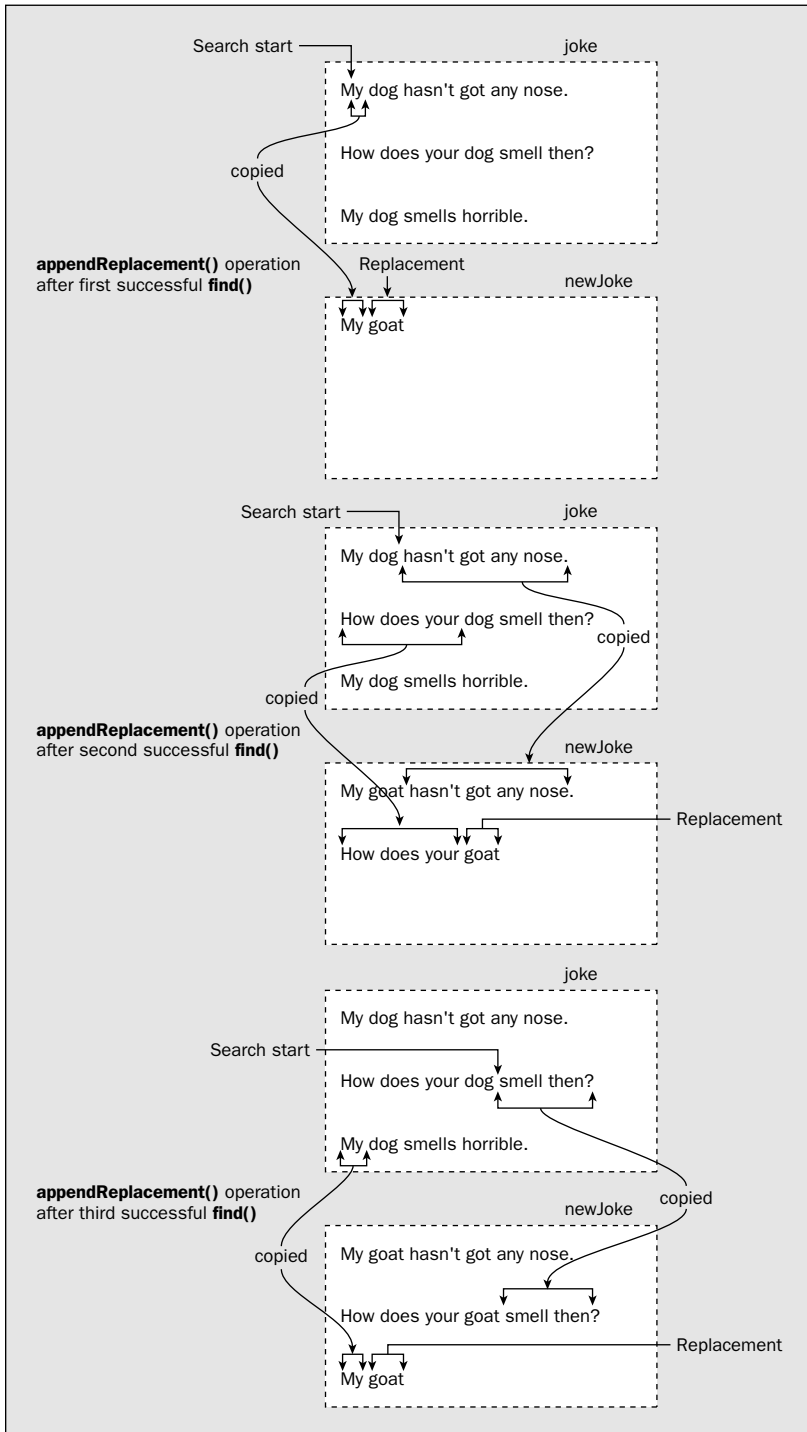 Search start
joke
My dog hasn't got any nose.
How does your dog smell then?
copied
My dog smells horrible.
appendReplacement() operation
after first successful find()
Replacement
newJoke
My goat
Search start
joke
My dog hasn't got any nose.
How does your dog smell then?
copied
My dog smells horrible.
copied
appendReplacement() operation
after second successful find()
newJoke
My goat hasn't got any nose.
Replacement
How does your goat
joke
My dog hasn't got any nose.
Search start
How does your dog smell then?
My dog smells horrible.
appendReplacement() operation
after third successful find()
copied
newJoke
copied
My goat hasn't got any nose.
How does your goat smell then?
Replacement
My goat